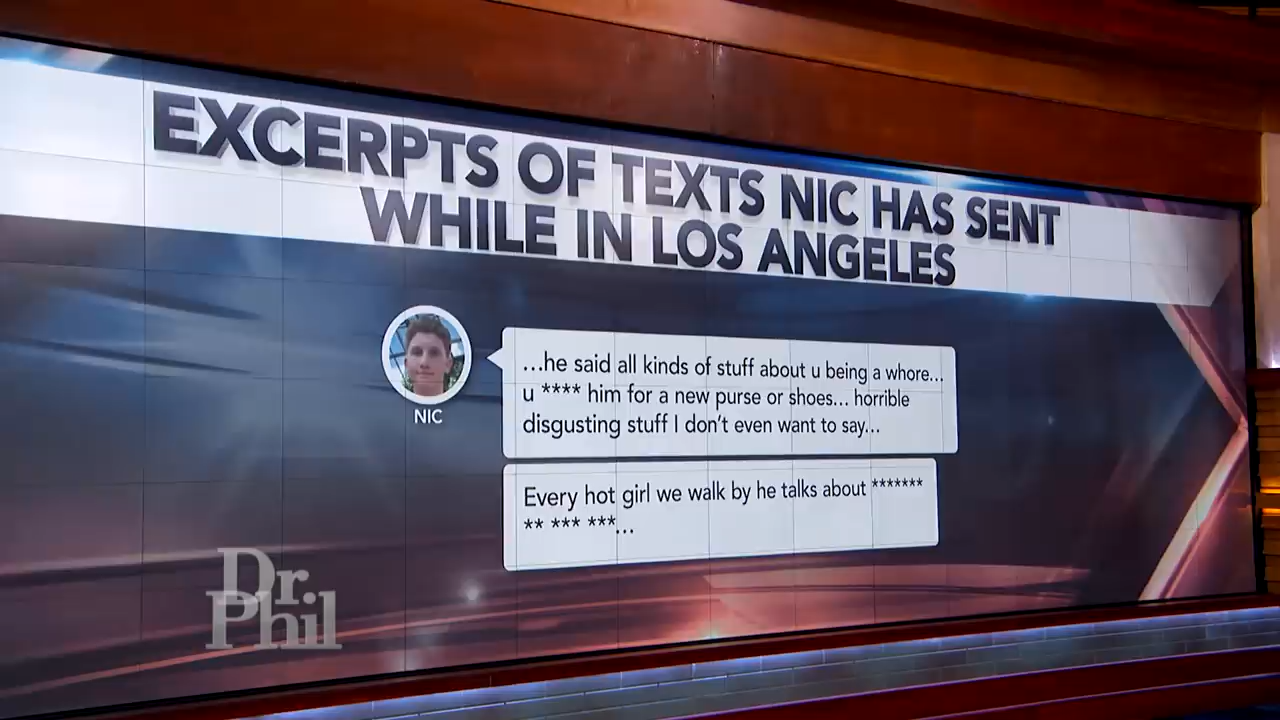 EXCERPTS OF TEXTS NIC HAS SENT
WHILE IN LOS ANGELES
NIC
...he said all kinds of stuff about u being a whore...
u **** him for a new purse or shoes... horrible
disgusting stuff I don't even want to say...
Every hot girl we walk by he talks about *******
** *** ***...
Dr.
Phil